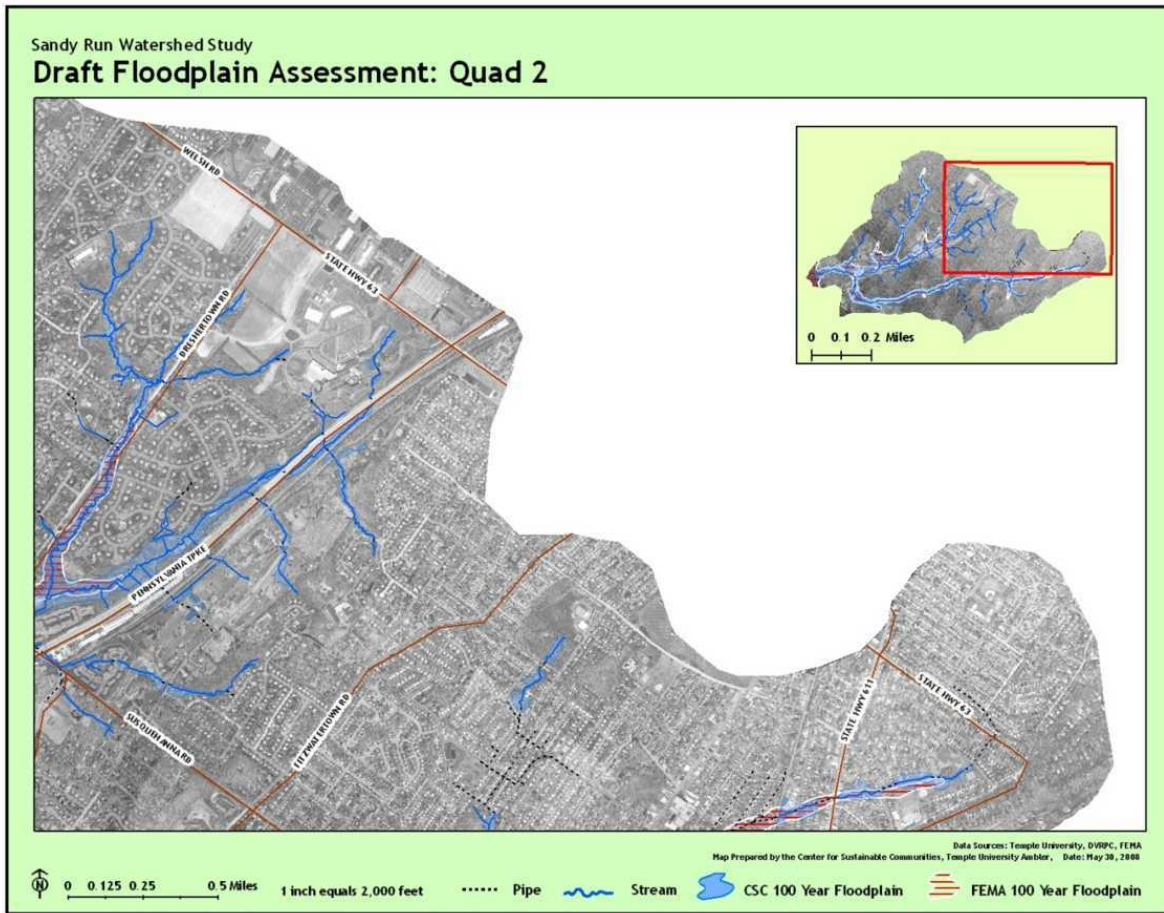 Sandy Run Watershed Study
Draft Floodplain Assessment: Quad 2
WELSH RD
STATE HWY 63
DRESHERTOWN RD
0 0.1 0.2 Miles
PENNSYLVANIA TPKE
SUSQUEHANNA RD
FITZWATERTOWN RD
STATE HWY 611
STATE HWY 63
Data Sources: Temple University, DVRPC, FEMA
Map Prepared by the Center for Sustainable Communities, Temple University Ambler, Date: May 30, 2008
N
0 0.125 0.25 0.5 Miles
1 inch equals 2,000 feet
Pipe
Stream
CSC 100 Year Floodplain
FEMA 100 Year Floodplain